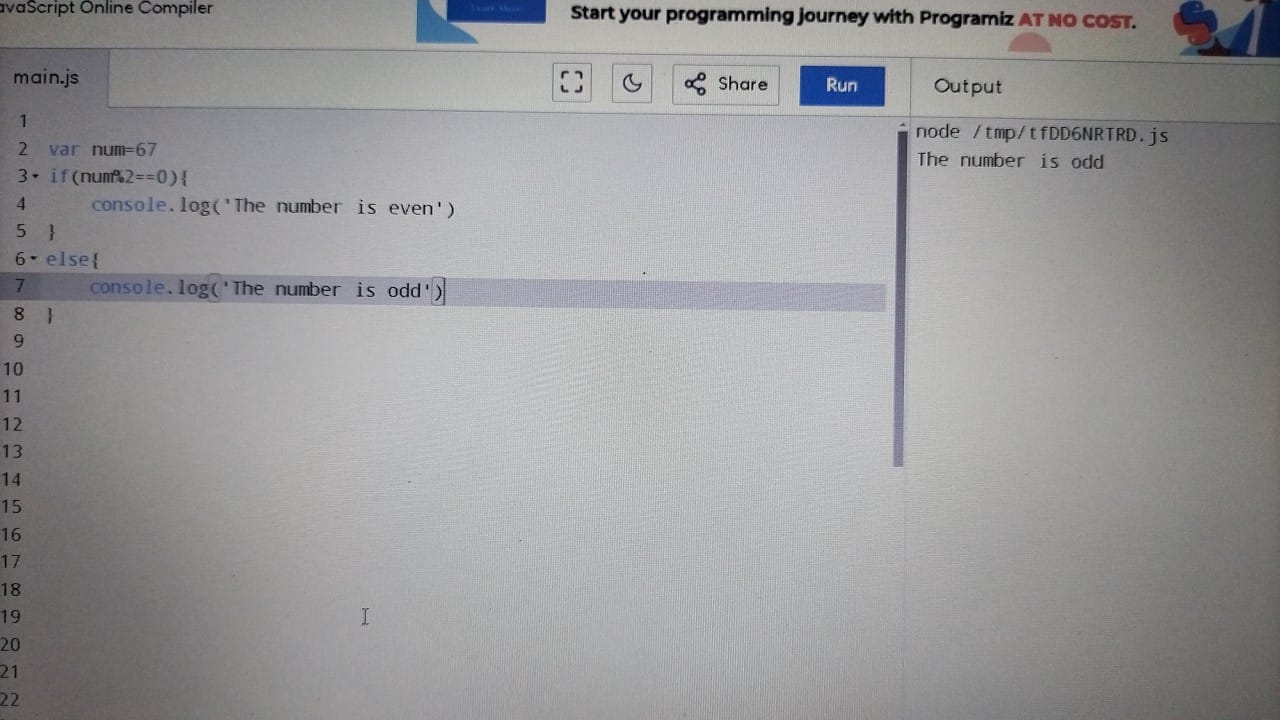 avaScript Online Compiler
Start your programming journey with Programiz AT NO COST.
main.js
Share
Run
Output
1
2 var num=67
3 if(num%2==0){
4 console.log('The number is even')
5 }
6 else{
7 console.log('The number is odd')
8 }
9
10
11
12
13
14
15
16
17
18
19
20
21
22
node /tmp/tfDD6NRTRD.js
The number is odd